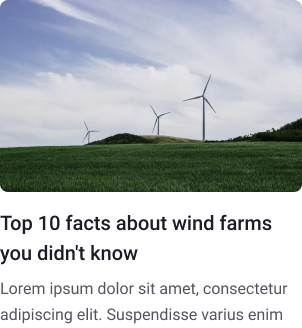 Top 10 facts about wind farms
you didn't know
Lorem ipsum dolor sit amet, consectetur
adipiscing elit. Suspendisse varius enim